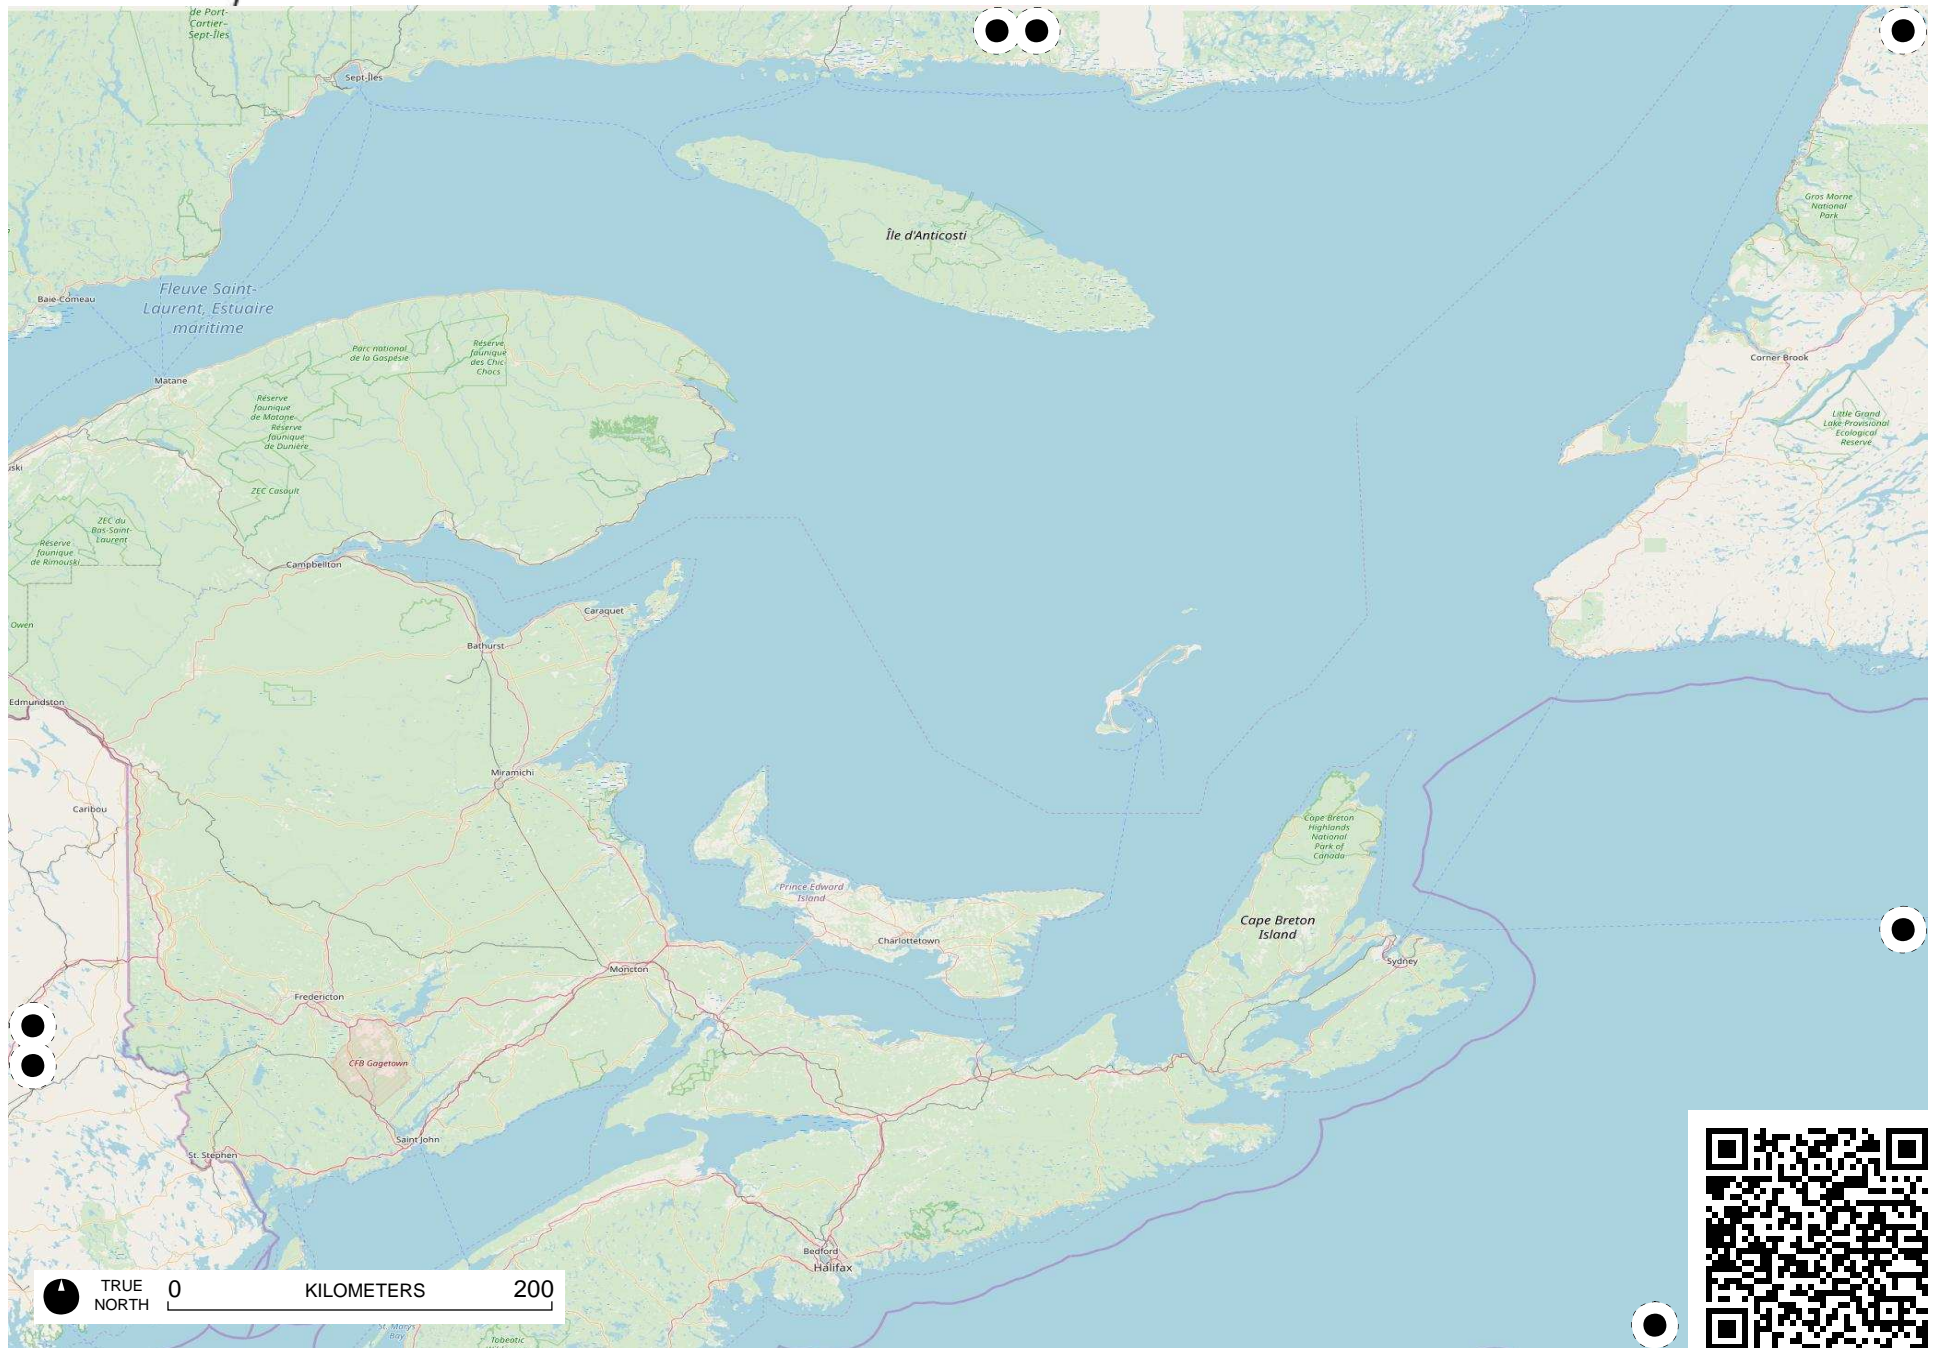 de Port-
Cartier-
Sept-Îles
Sept-Îles
Gros Morne
National
Park
Île d'Anticosti
Baie-Comeau
Fleuve Saint-
Laurent, Estuaire
maritime
Parc national
de la Gaspésie
Réserve
faunique
des Chic-
Chocs
Corner Brook
Matane
Réserve
faunique
de Matane
Réserve
faunique
de Dunière
Little Grand
Lake Provisional
Ecological
Reserve
uski
ZEC Casault
ZEC du
Bas-Saint-
Laurent
Réserve
faunique
de Rimouski
Campbellton
Caraquet
Owen
Bathurst
Edmundston
Miramichi
Caribou
Cape Breton
Highlands
National
Park of
Canada
Prince Edward
Island
Cape Breton
Island
Charlottetown
Sydney
Moncton
Fredericton
CFB Gagetown
Saint John
St. Stephen
Bedford
Halifax
TRUE
NORTH
0
KILOMETERS
200
St. Marys
Bay
Tobeatic